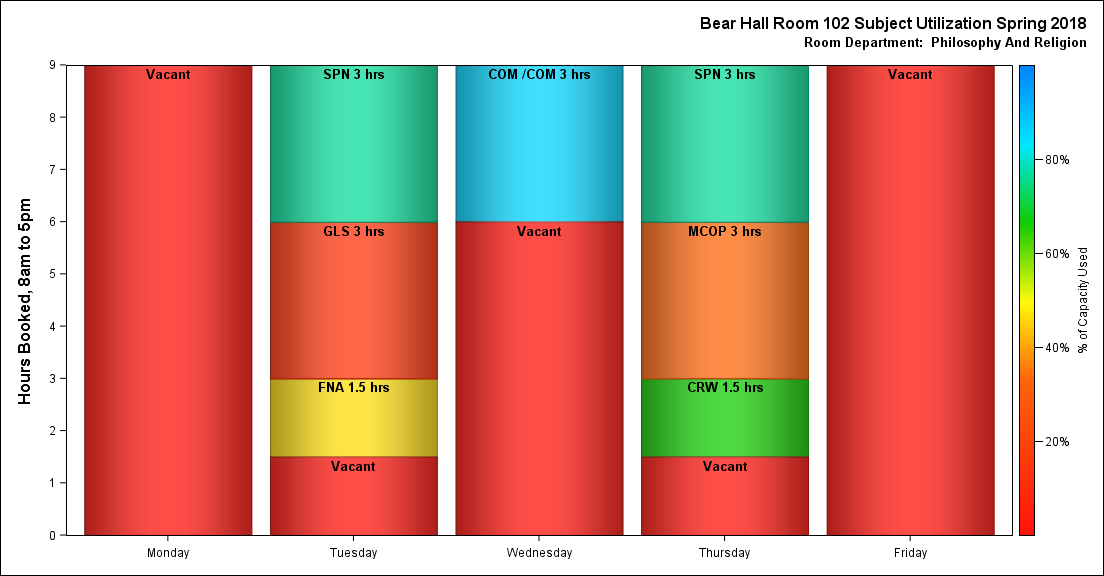 Bear Hall Room 102 Subject Utilization Spring 2018
Room Department:  Philosophy And Religion
Hours Booked, 8am to 5pm
9
8
7
6
5
4
3
2
1
0
Vacant
SPN 3 hrs
GLS 3 hrs
FNA 1.5 hrs
Vacant
COM /COM 3 hrs
Vacant
SPN 3 hrs
MCOP 3 hrs
CRW 1.5 hrs
Vacant
Vacant
Monday
Tuesday
Wednesday
Thursday
Friday
80%
60%
40%
20%
% of Capacity Used